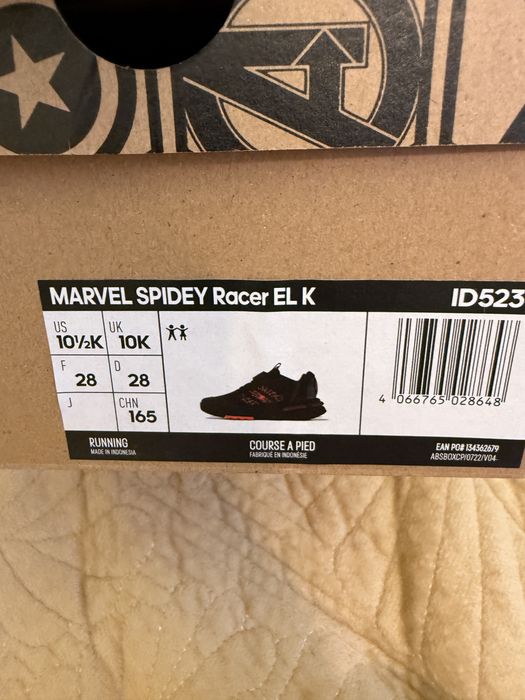 MARVEL SPIDEY Racer EL K
ID523
US
10½K
UK
10K
F
28
D
28
J
CHN
165
4 066765 028648
RUNNING
MADE IN INDONESIA
COURSE A PIED
FABRIQUÉ EN INDONÉSIE
EAN PO# 134362679
ABSBOXCP/0722/V04